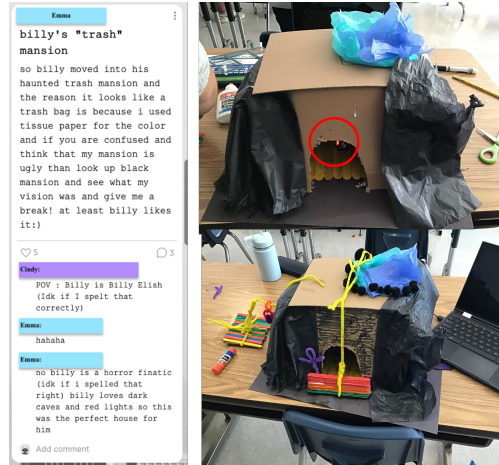 Emma
billy's "trash"
mansion
so billy moved into his
haunted trash mansion and
the reason it looks like a
trash bag is because i used
tissue paper for the color
and if you are confused and
think that my mansion is
ugly than look up black
mansion and see what my
vision was and give me a
break! at least billy likes
it:)
5
3
Cindy:
POV : Billy is Billy Elish
(Idk if I spelt that
correctly)
Emma:
hahaha
Emma:
no billy is a horror finatic
(idk if i spelled that
right) billy loves dark
caves and red lights so this
was the perfect house for
him
Add comment